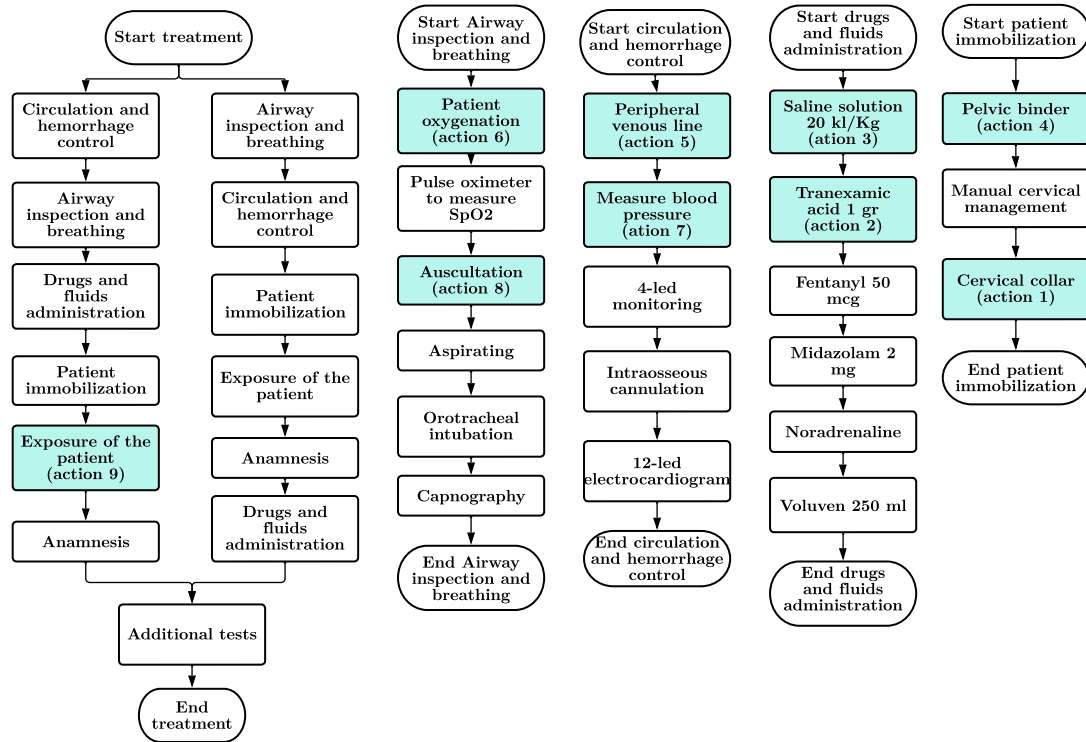 Start treatment
Circulation and
hemorrhage
control
Airway
inspection and
breathing
Drugs and
fluids
administration
Patient
immobilization
Exposure of the
patient
(action 9)
Anamnesis
Airway
inspection and
breathing
Circulation and
hemorrhage
control
Patient
immobilization
Exposure of the
patient
Anamnesis
Drugs and
fluids
administration
Additional tests
End
treatment
Start Airway
inspection and
breathing
Patient
oxygenation
(action 6)
Pulse oximeter
to measure
SpO2
Auscultation
(action 8)
Aspirating
Orotracheal
intubation
Capnography
End Airway
inspection and
breathing
Start circulation
and hemorrhage
control
Peripheral
venous line
(action 5)
Measure blood
pressure
(ation 7)
4-led
monitoring
Intraosseous
cannulation
12-led
electrocardiogram
End circulation
and hemorrhage
control
Start drugs
and fluids
administration
Saline solution
20 kl/Kg
(ation 3)
Tranexamic
acid 1 gr
(action 2)
Fentanyl 50
mcg
Midazolam 2
mg
Noradrenaline
Voluven 250 ml
End drugs
and fluids
administration
Start patient
immobilization
Pelvic binder
(action 4)
Manual cervical
management
Cervical collar
(action 1)
End patient
immobilization